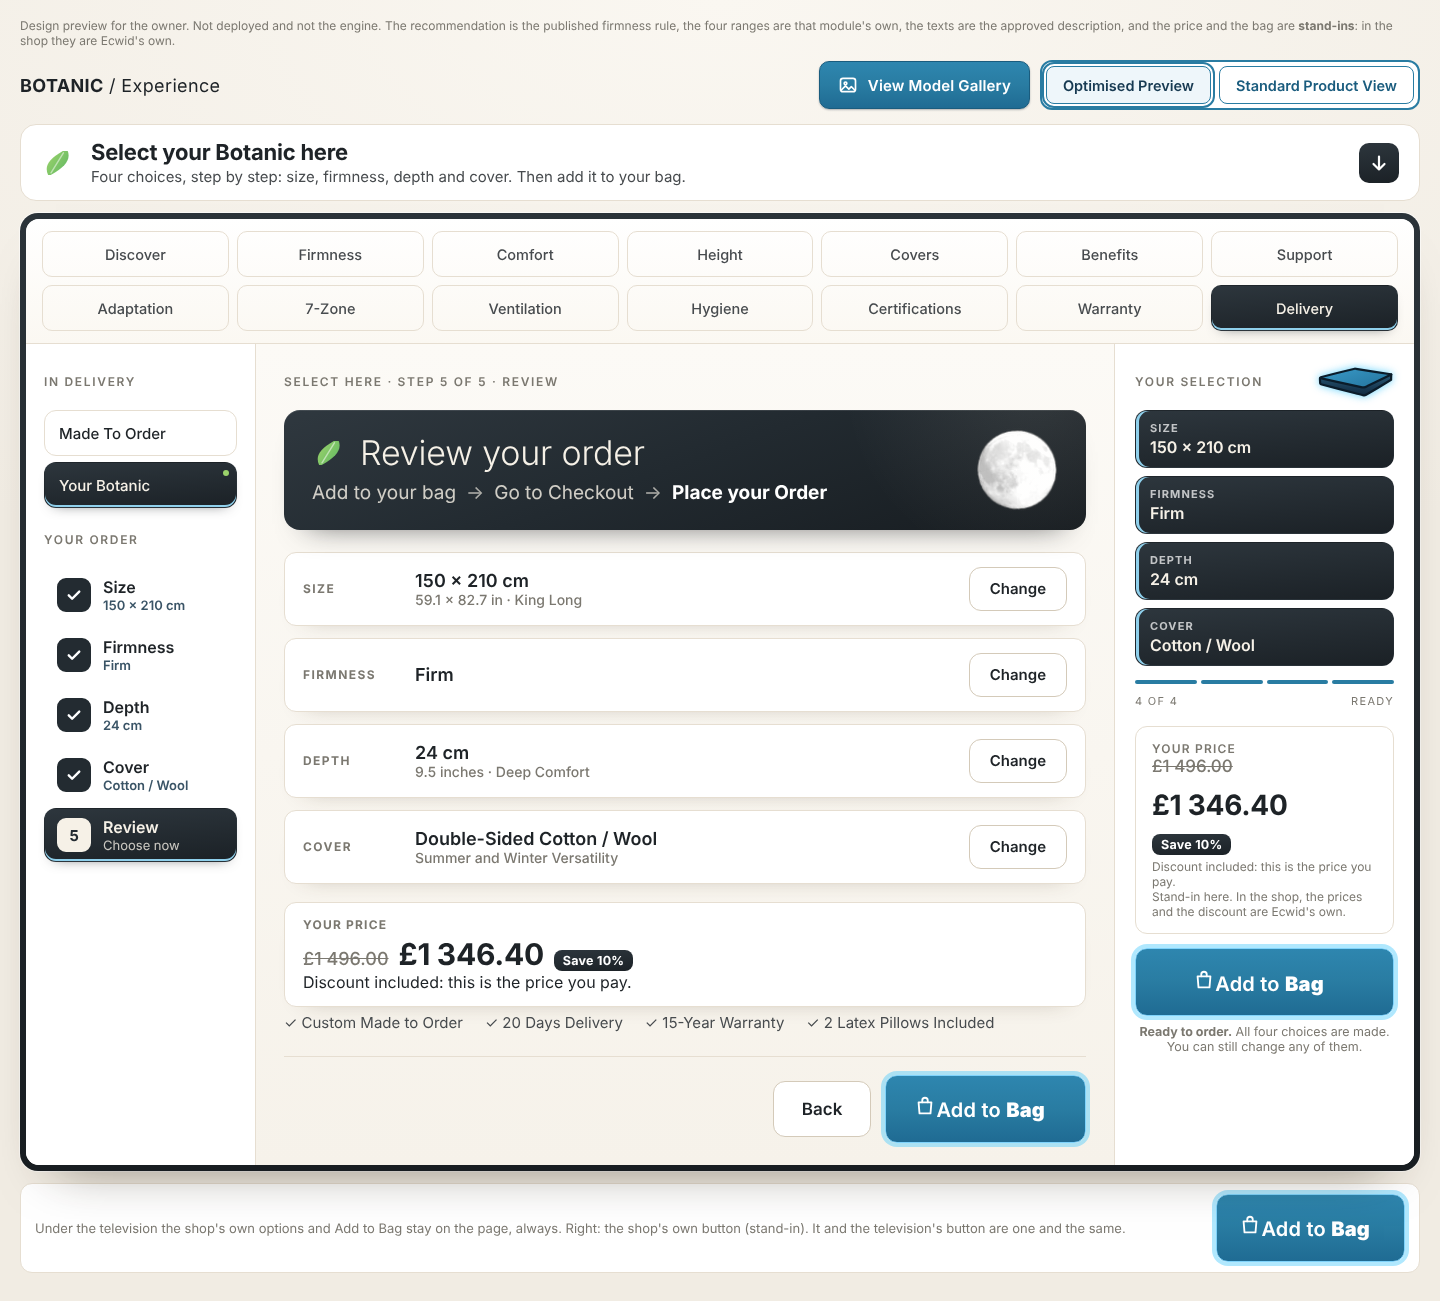 Design preview for the owner. Not deployed and not the engine. The recommendation is the published firmness rule, the four ranges are that module's own, the texts are the approved description, and the price and the bag are stand-ins: in the
shop they are Ecwid's own.
BOTANIC / Experience
View Model Gallery
Optimised Preview
Standard Product View
Select your Botanic here
Four choices, step by step: size, firmness, depth and cover. Then add it to your bag.
Discover
Firmness
Comfort
Height
Covers
Benefits
Support
Adaptation
7-Zone
Ventilation
Hygiene
Certifications
Warranty
Delivery
IN DELIVERY
Made To Order
Your Botanic
YOUR ORDER
Size
150 × 210 cm
Firmness
Firm
Depth
24 cm
Cover
Cotton / Wool
5
Review
Choose now
SELECT HERE · STEP 5 OF 5 · REVIEW
Review your order
Add to your bag → Go to Checkout → Place your Order
SIZE
150 × 210 cm
59.1 × 82.7 in · King Long
Change
FIRMNESS
Firm
Change
DEPTH
24 cm
9.5 inches · Deep Comfort
Change
COVER
Double-Sided Cotton / Wool
Summer and Winter Versatility
Change
YOUR PRICE
£1 496.00 £1 346.40 Save 10%
Discount included: this is the price you pay.
✓ Custom Made to Order ✓ 20 Days Delivery ✓ 15-Year Warranty ✓ 2 Latex Pillows Included
Back
Add to Bag
YOUR SELECTION
SIZE
150 × 210 cm
FIRMNESS
Firm
DEPTH
24 cm
COVER
Cotton / Wool
4 OF 4
READY
YOUR PRICE
£1 496.00
£1 346.40
Save 10%
Discount included: this is the price you
pay.
Stand-in here. In the shop, the prices
and the discount are Ecwid's own.
Add to Bag
Ready to order. All four choices are made.
You can still change any of them.
Under the television the shop's own options and Add to Bag stay on the page, always. Right: the shop's own button (stand-in). It and the television's button are one and the same.
Add to Bag